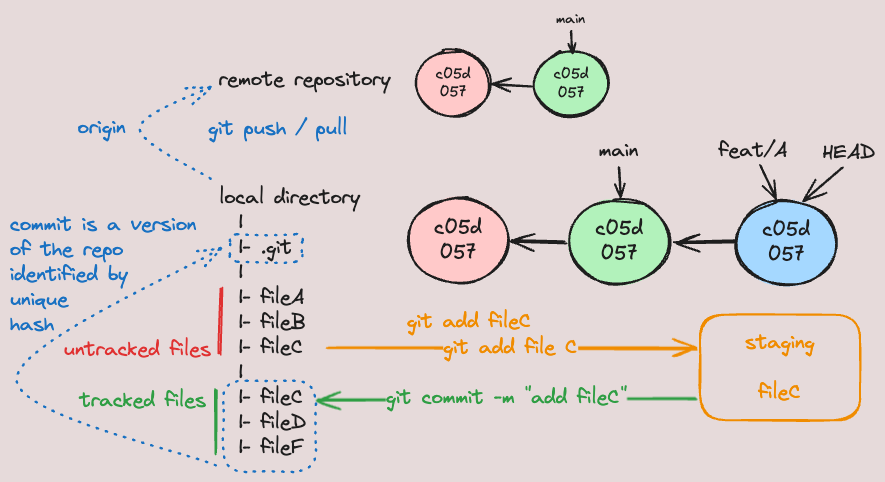 main
remote repository
c05d
057
c05d
057
origin
git push / pull
main
feat/A
HEAD
local directory
commit is a version
of the repo
identified by
unique
hash
|
|- .git
|
c05d
057
c05d
057
c05d
057
|- fileA
|- fileB
|- fileC
untracked files
git add fileC
git add file C
staging
fileC
|
tracked files
|- fileC
|- fileD
|- fileF
git commit -m "add fileC"